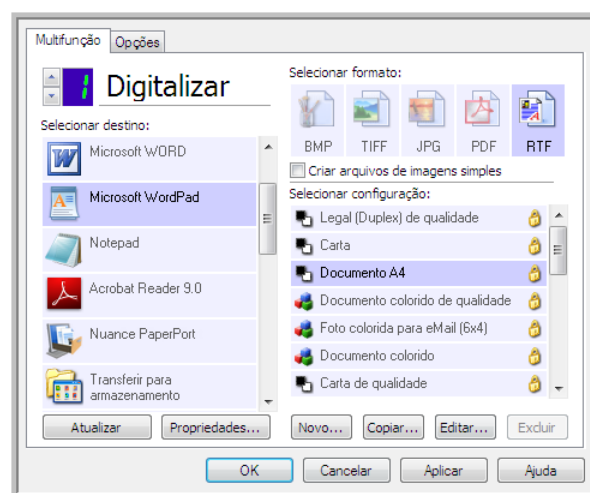 Multifunção Opções
1 Digitalizar
Selecionar destino:
Microsoft WORD
Microsoft WordPad
Notepad
Acrobat Reader 9.0
Nuance PaperPort
Transferir para
armazenamento
Atualizar Propriedades...
Selecionar formato:
BMP TIFF JPG PDF RTF
Criar arquivos de imagens simples
Selecionar configuração:
Legal (Duplex) de qualidade
Carta
Documento A4
Documento colorido de qualidade
Foto colorida para eMail (6x4)
Documento colorido
Carta de qualidade
Novo... Copiar... Editar... Excluir
OK Cancelar Aplicar Ajuda